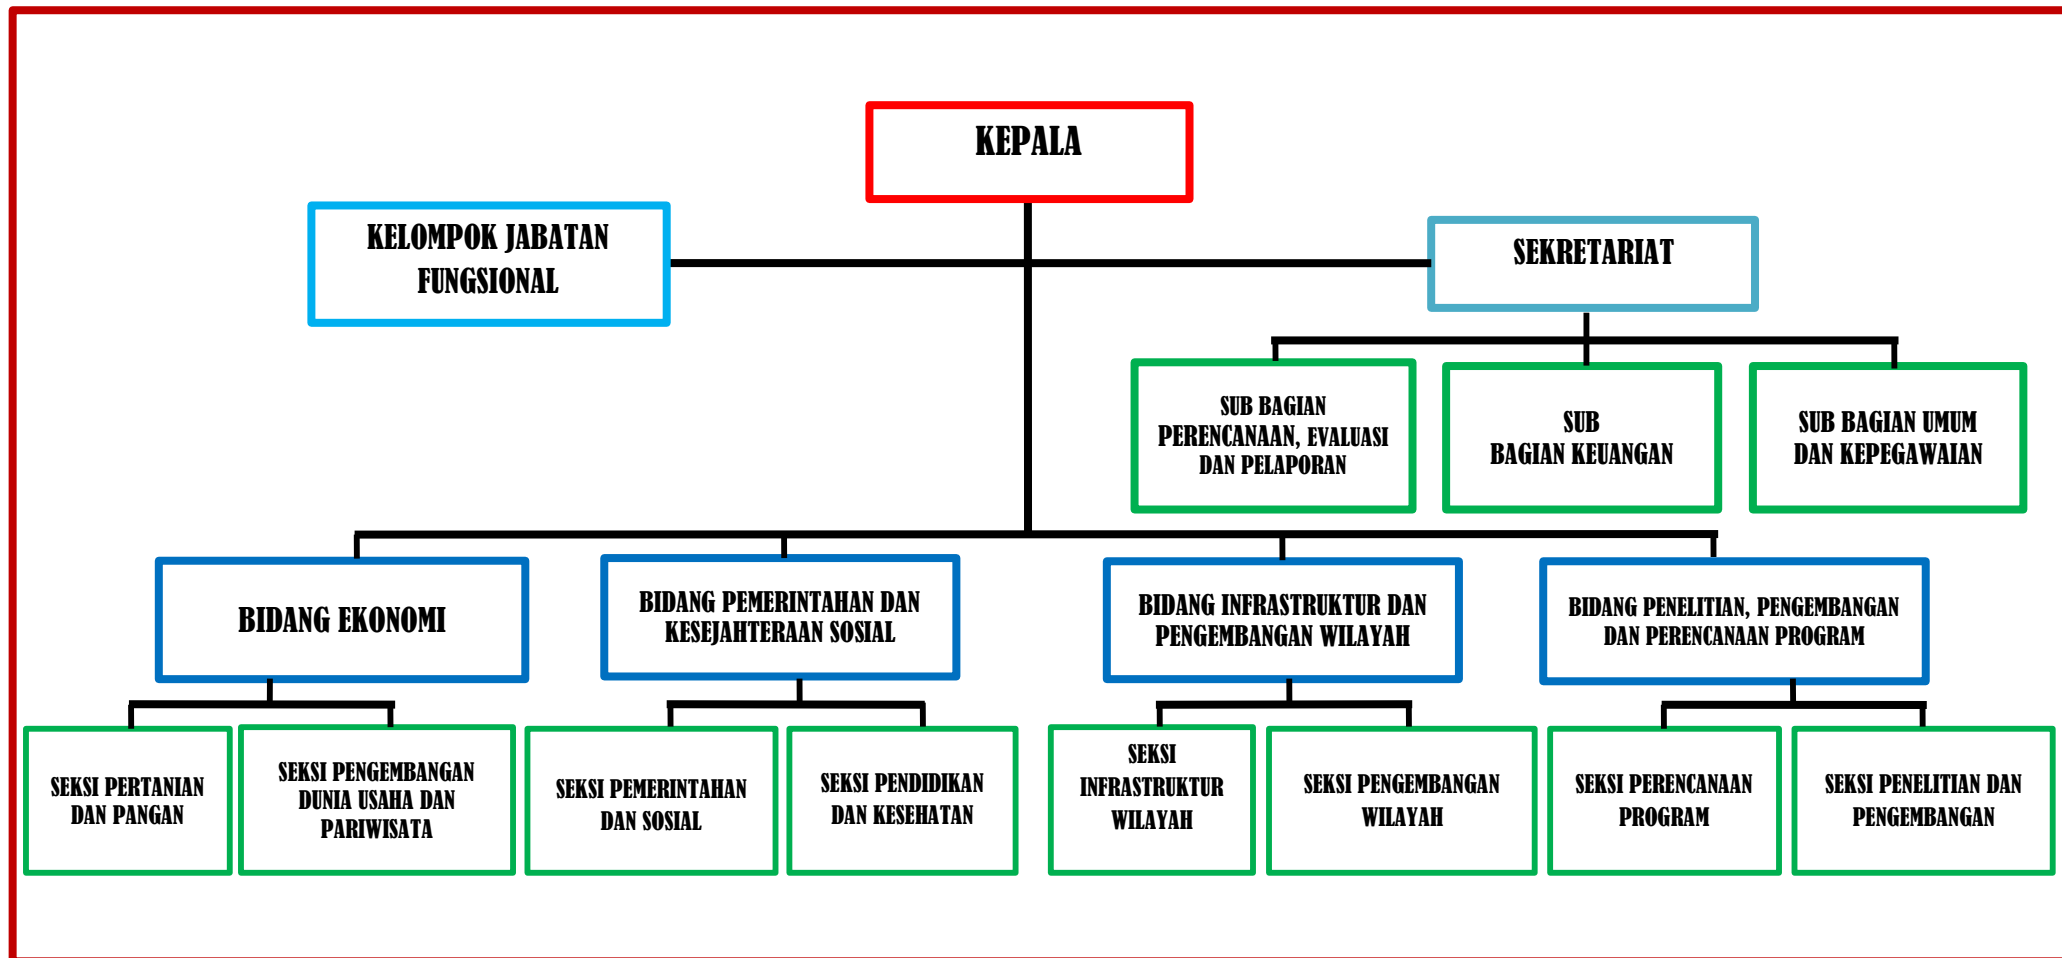 KEPALA
KELOMPOK JABATAN
FUNGSIONAL
SEKRETARIAT
SUB BAGIAN
PERENCANAAN, EVALUASI
DAN PELAPORAN
SUB
BAGIAN KEUANGAN
SUB BAGIAN UMUM
DAN KEPEGAWAIAN
BIDANG EKONOMI
BIDANG PEMERINTAHAN DAN
KESEJAHTERAAN SOSIAL
BIDANG INFRASTRUKTUR DAN
PENGEMBANGAN WILAYAH
BIDANG PENELITIAN, PENGEMBANGAN
DAN PERENCANAAN PROGRAM
SEKSI PERTANIAN
DAN PANGAN
SEKSI PENGEMBANGAN
DUNIA USAHA DAN
PARIWISATA
SEKSI PEMERINTAHAN
DAN SOSIAL
SEKSI PENDIDIKAN
DAN KESEHATAN
SEKSI
INFRASTRUKTUR
WILAYAH
SEKSI PENGEMBANGAN
WILAYAH
SEKSI PERENCANAAN
PROGRAM
SEKSI PENELITIAN DAN
PENGEMBANGAN